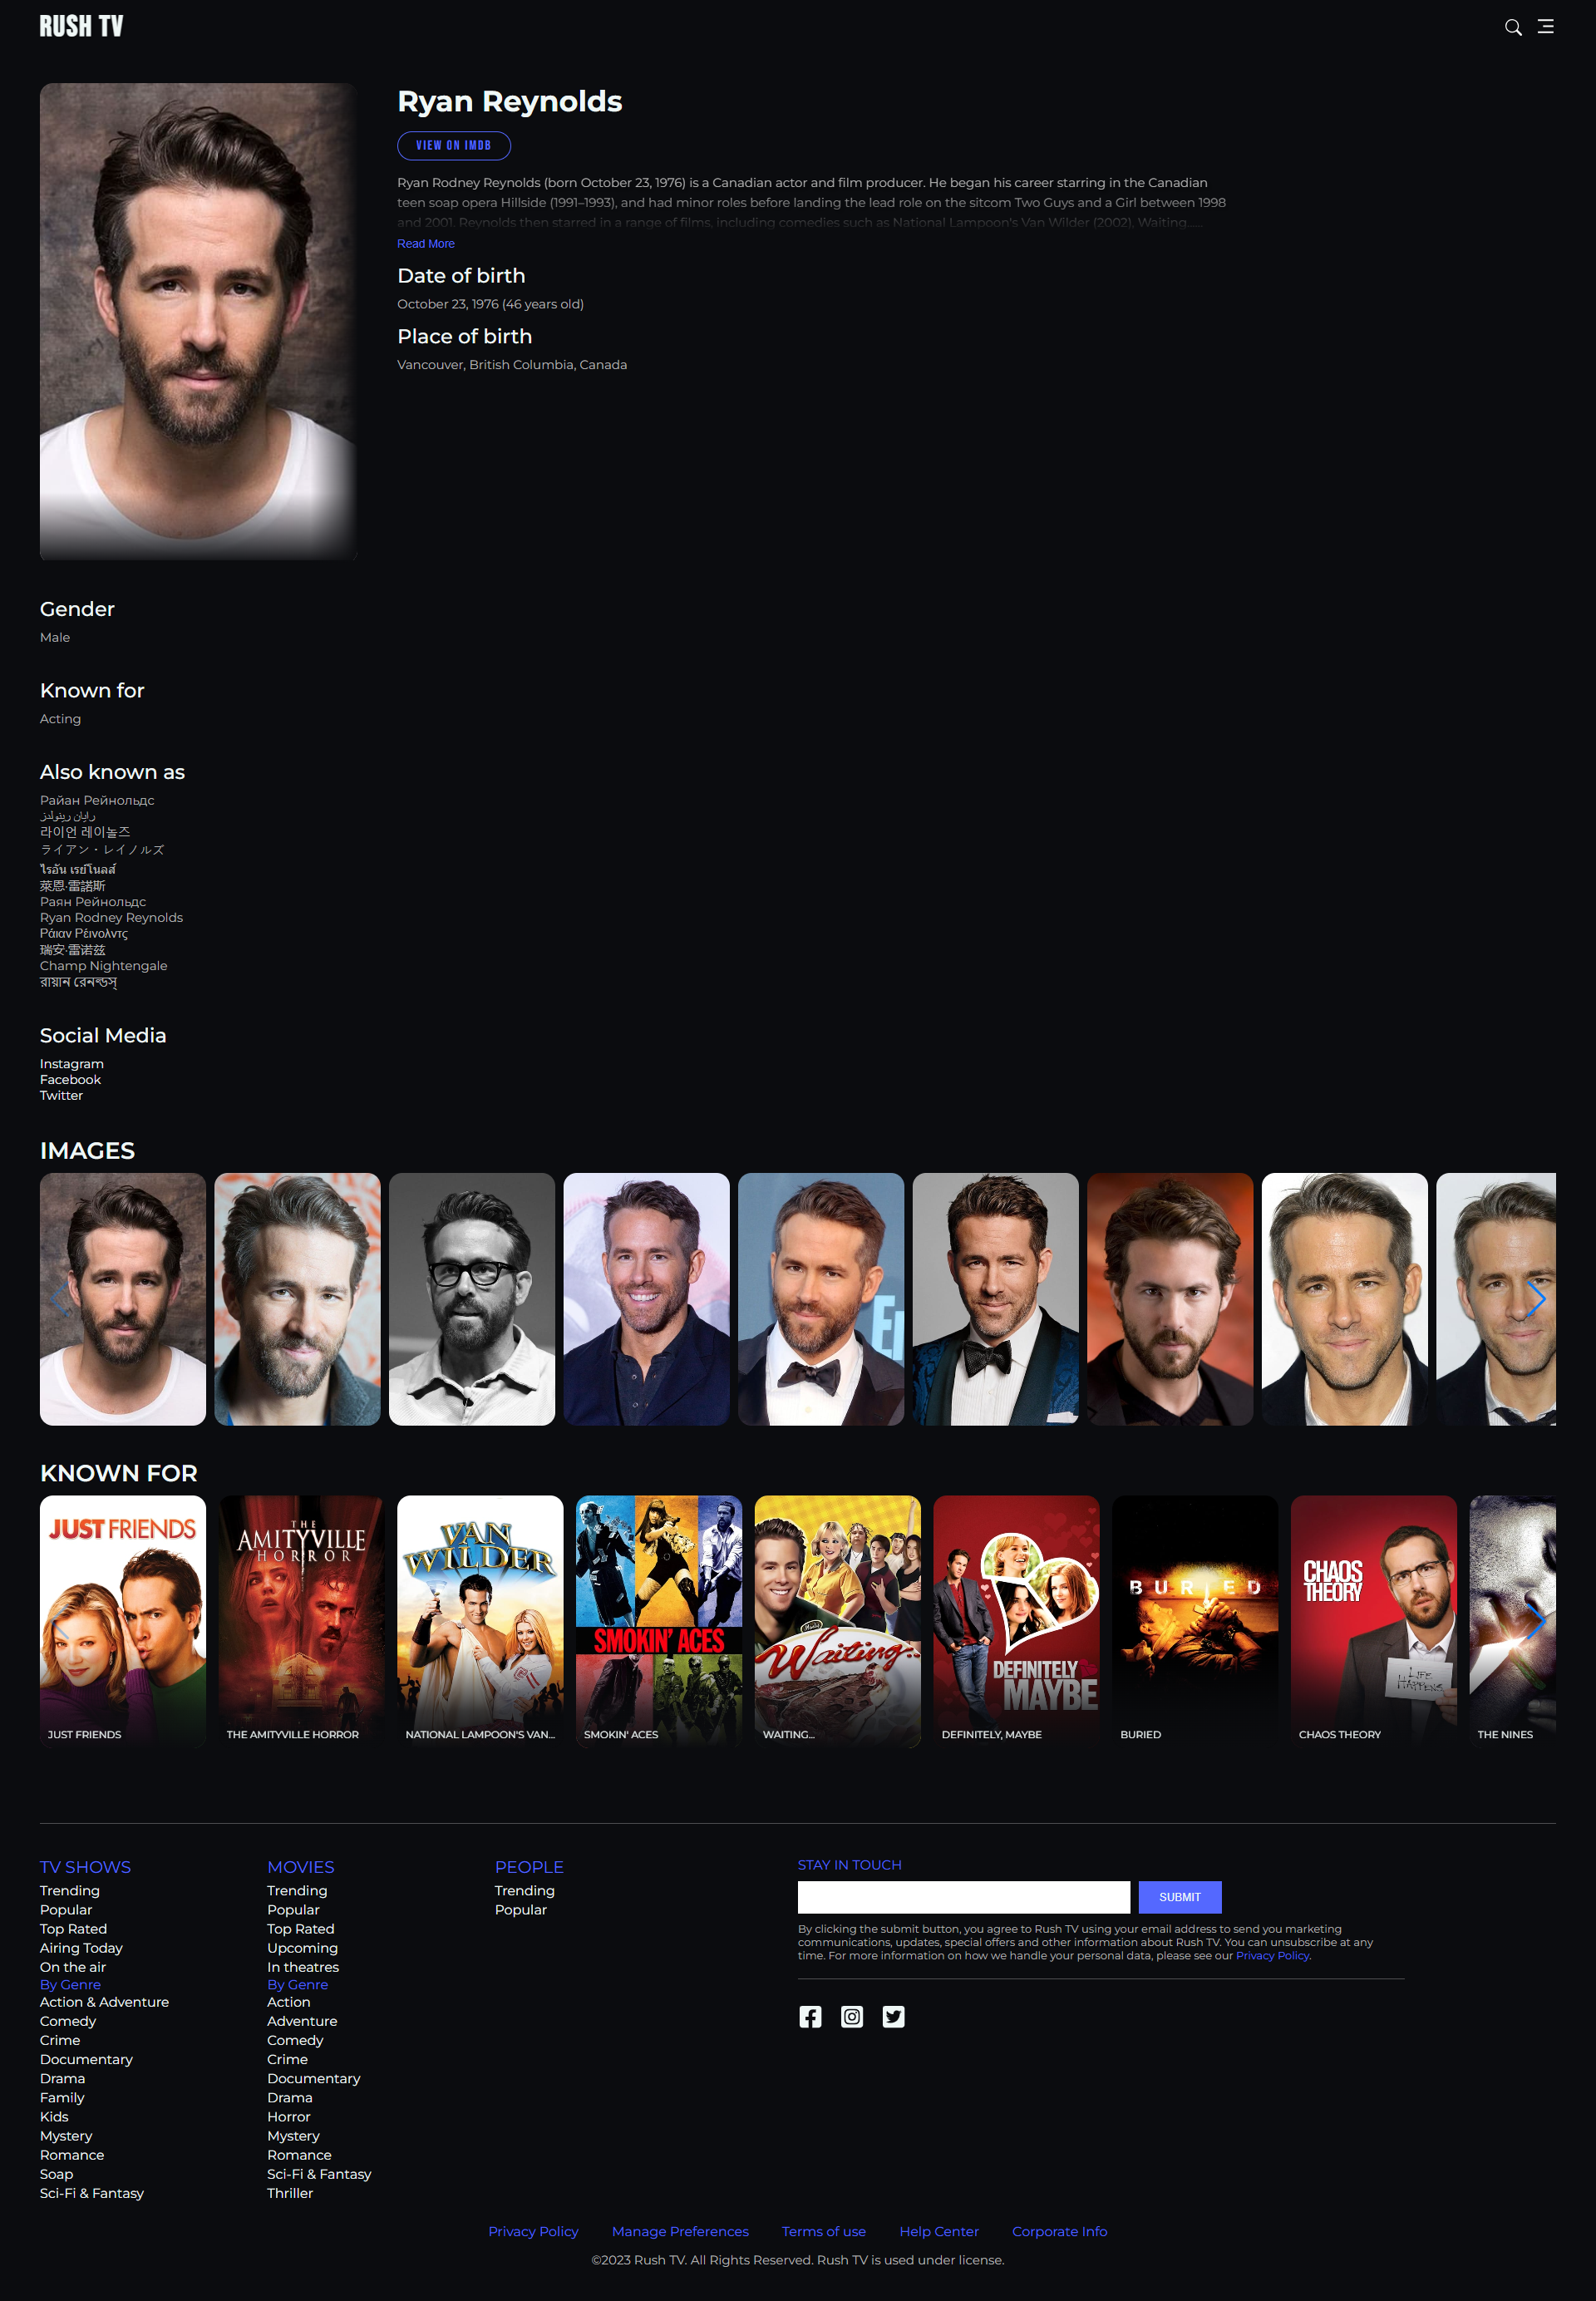 RUSH TV
Ryan Reynolds
VIEW ON IMDB
Ryan Rodney Reynolds (born October 23, 1976) is a Canadian actor and film producer. He began his career starring in the Canadian
teen soap opera Hillside (1991–1993), and had minor roles before landing the lead role on the sitcom Two Guys and a Girl between 1998
and 2001. Reynolds then starred in a range of films, including comedies such as National Lampoon's Van Wilder (2002), Waiting......
Read More
Date of birth
October 23, 1976 (46 years old)
Place of birth
Vancouver, British Columbia, Canada
Gender
Male
Known for
Acting
Also known as
Райан Рейнольдс
رایان رینولدز
라이언 레이놀즈
ライアン・レイノルズ
ไรอัน เรย์โนลส์
萊恩·雷諾斯
Раян Рейнольдс
Ryan Rodney Reynolds
Ράιαν Ρέινολντς
瑞安·雷诺兹
Champ Nightengale
রায়ান রেনল্ডস্
Social Media
Instagram
Facebook
Twitter
IMAGES
KNOWN FOR
JUST FRIENDS
THE
AMITYVILLE
HORROR
VAN
WILDER
SMOKIN' ACES
Waiting...
DEFINITELY
MAYBE
BURIED
CHAOS
THEORY
LIFE
HAPPENS
JUST FRIENDS
THE AMITYVILLE HORROR
NATIONAL LAMPOON'S VAN...
SMOKIN' ACES
WAITING...
DEFINITELY, MAYBE
BURIED
CHAOS THEORY
THE NINES
TV SHOWS
Trending
Popular
Top Rated
Airing Today
On the air
By Genre
Action & Adventure
Comedy
Crime
Documentary
Drama
Family
Kids
Mystery
Romance
Soap
Sci-Fi & Fantasy
MOVIES
Trending
Popular
Top Rated
Upcoming
In theatres
By Genre
Action
Adventure
Comedy
Crime
Documentary
Drama
Horror
Mystery
Romance
Sci-Fi & Fantasy
Thriller
PEOPLE
Trending
Popular
STAY IN TOUCH
SUBMIT
By clicking the submit button, you agree to Rush TV using your email address to send you marketing
communications, updates, special offers and other information about Rush TV. You can unsubscribe at any
time. For more information on how we handle your personal data, please see our Privacy Policy.
Privacy Policy
Manage Preferences
Terms of use
Help Center
Corporate Info
©2023 Rush TV. All Rights Reserved. Rush TV is used under license.